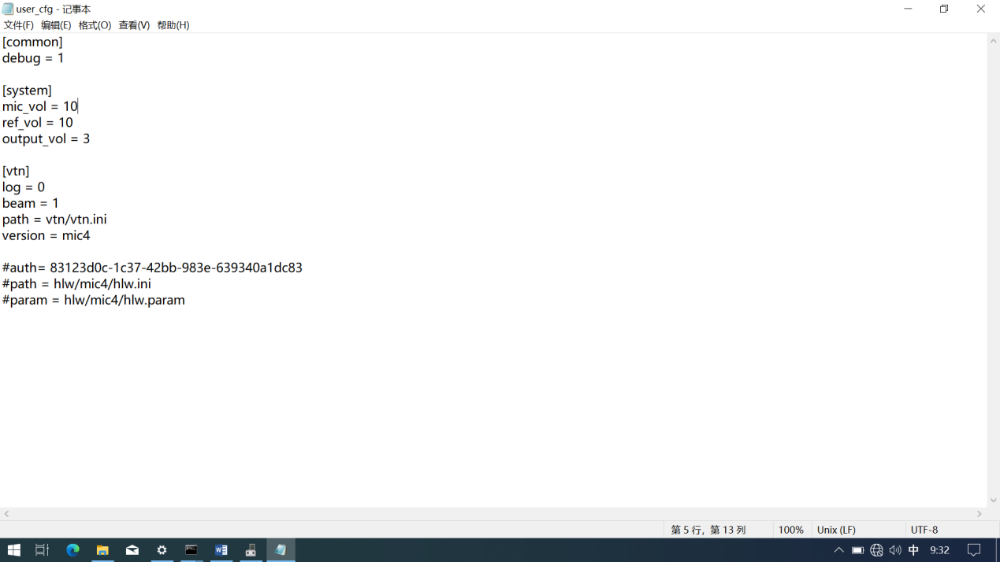 user_cfg - 记事本
文件(F) 编辑(E) 格式(O) 查看(V) 帮助(H)
[common]
debug = 1
[system]
mic_vol = 10
ref_vol = 10
output_vol = 3
[vtn]
log = 0
beam = 1
path = vtn/vtn.ini
version = mic4
#auth= 83123d0c-1c37-42bb-983e-639340a1dc83
#path = hlw/mic4/hlw.ini
#param = hlw/mic4/hlw.param
第 5 行，第 13 列 100% Unix (LF) UTF-8
中 9:32